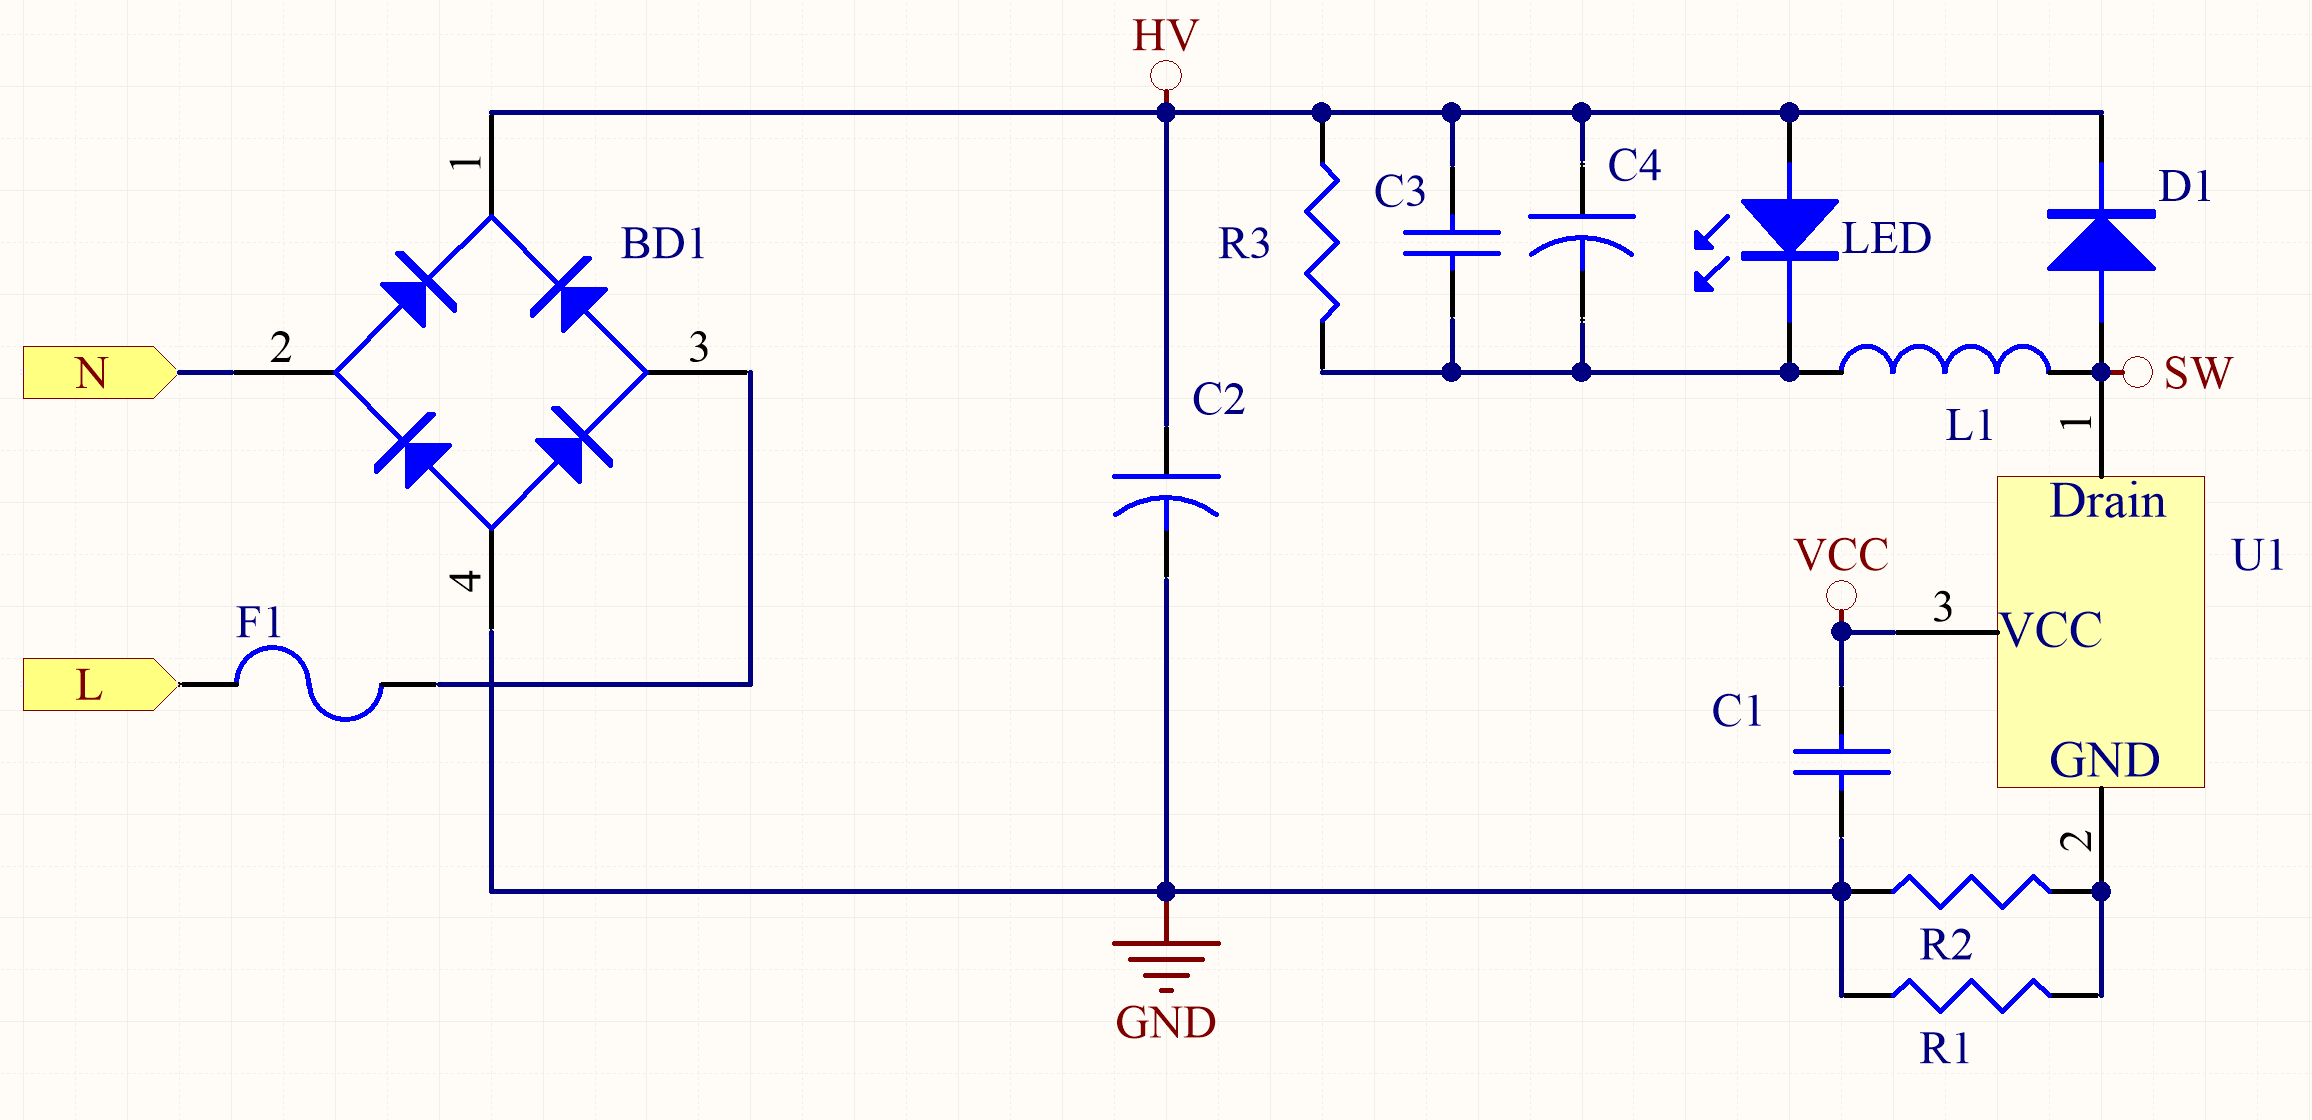 HV
1
BD1
C3
C4
D1
R3
LED
N
2
3
SW
C2
L1
1
Drain
VCC
U1
4
F1
3
VCC
L
C1
GND
2
R2
GND
R1